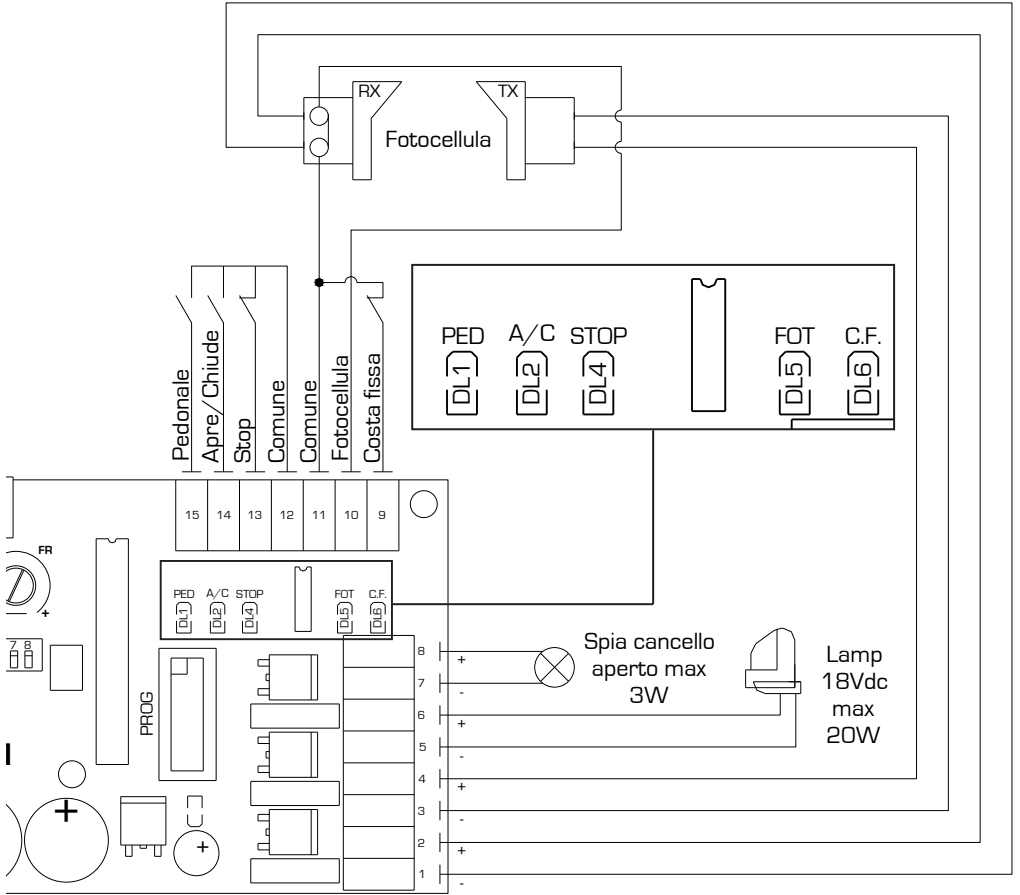 RX
TX
Fotocellula
PED A/C STOP FOT C.F.
DL1 DL2 DL4 DL5 DL6
Pedonale
Apre/Chiude
Stop
Comune
Comune
Fotocellula
Costa fissa
15 14 13 12 11 10 9
FR
+
PED A/C STOP FOT C.F.
DL1 DL2 DL4 DL5 DL6
7 8
PROG
+
+
8 +
7 -
6 +
5 -
4 +
3 -
2 +
1 -
Spia cancello
aperto max
3W
Lamp
18Vdc
max
20W